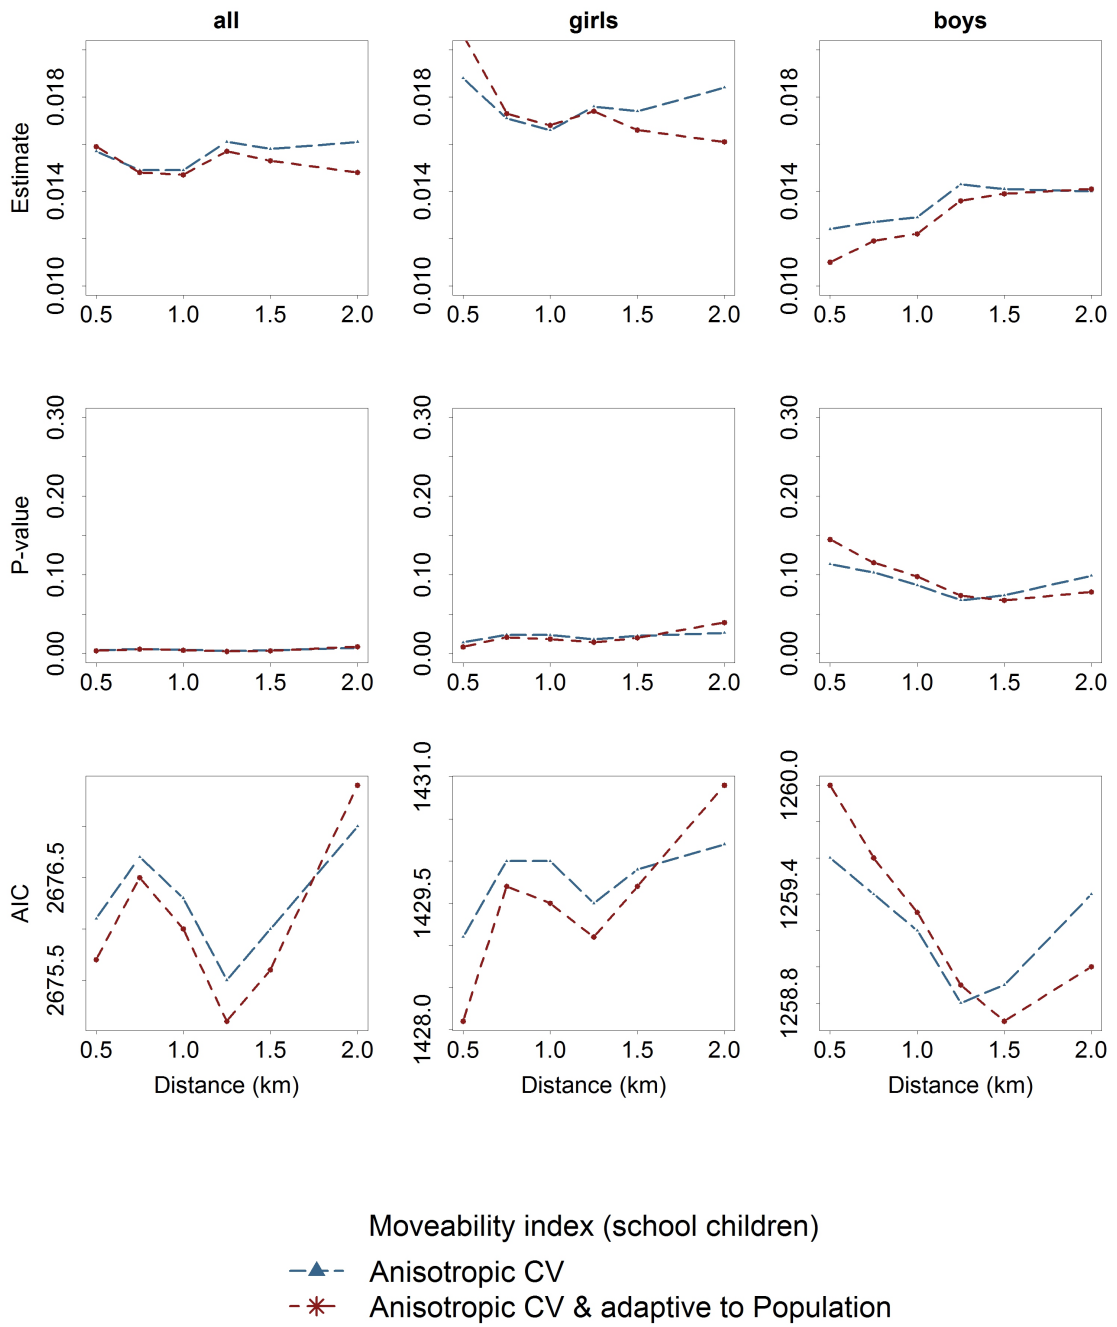 all girls boys
Estimate
0.010 0.014 0.018
0.5 1.0 1.5 2.0
0.010 0.014 0.018
0.5 1.0 1.5 2.0
0.010 0.014 0.018
0.5 1.0 1.5 2.0
P-value
0.00 0.10 0.20 0.30
0.5 1.0 1.5 2.0
0.00 0.10 0.20 0.30
0.5 1.0 1.5 2.0
0.00 0.10 0.20 0.30
0.5 1.0 1.5 2.0
AIC
2675.5 2676.5
0.5 1.0 1.5 2.0
Distance (km)
1428.0 1429.5 1431.0
0.5 1.0 1.5 2.0
Distance (km)
1258.8 1259.4 1260.0
0.5 1.0 1.5 2.0
Distance (km)
Moveability index (school children)
Anisotropic CV
Anisotropic CV & adaptive to Population